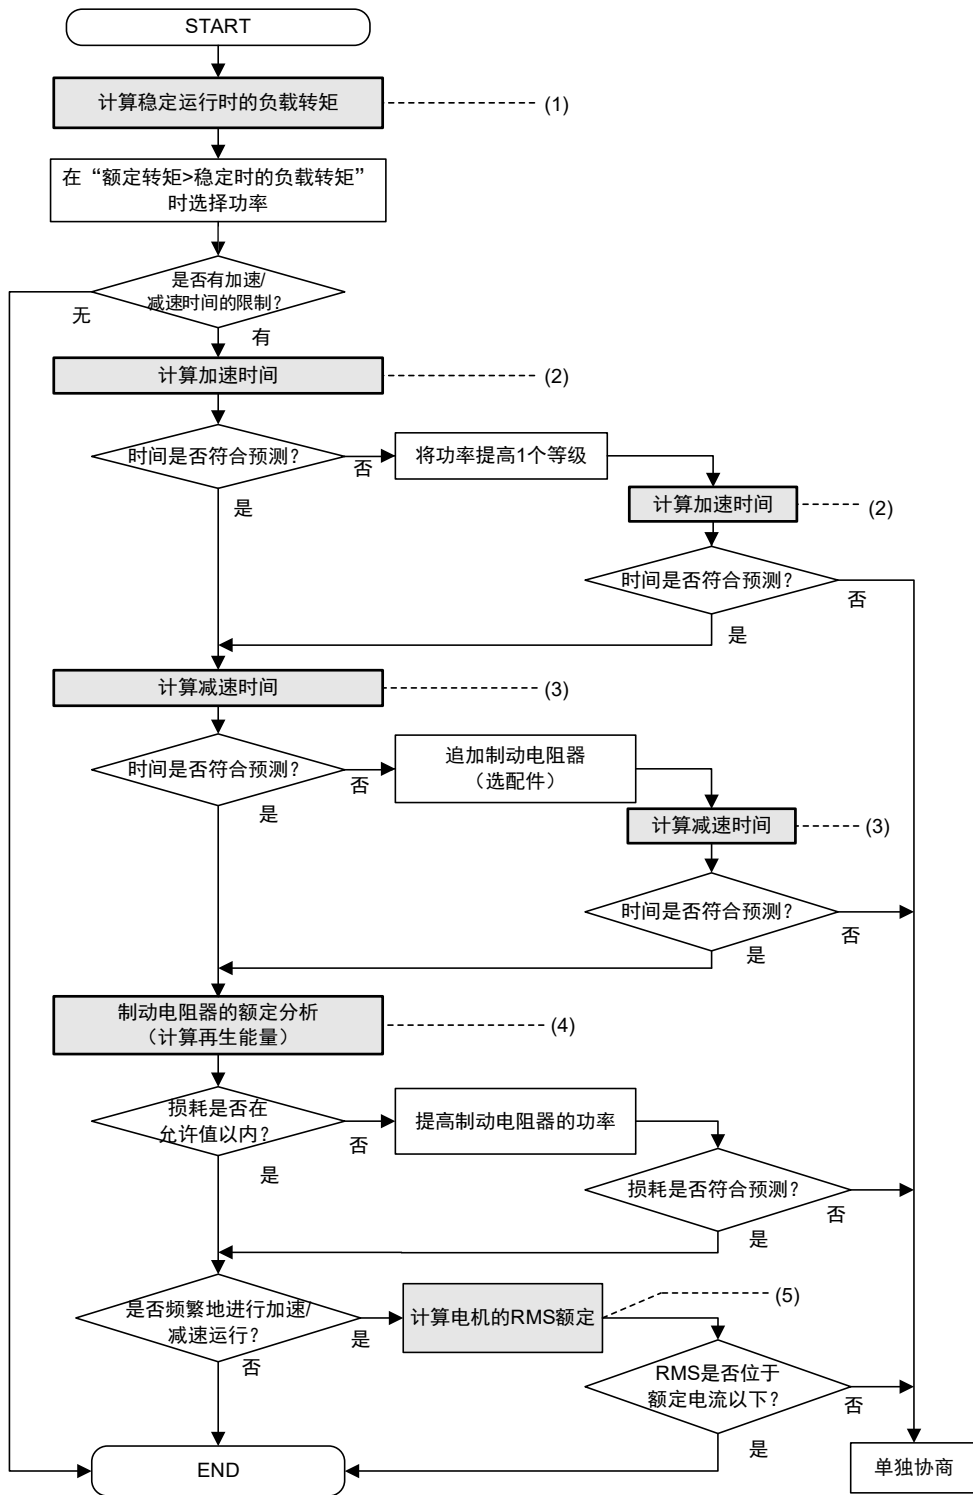 START
计算稳定运行时的负载转矩
(1)
在“额定转矩>稳定时的负载转矩”
时选择功率
是否有加速/
减速时间的限制？
无
有
计算加速时间
(2)
时间是否符合预测？
否
将功率提高1个等级
是
计算加速时间
(2)
时间是否符合预测？
否
是
计算减速时间
(3)
时间是否符合预测？
否
追加制动电阻器
（选配件）
是
计算减速时间
(3)
时间是否符合预测？
否
是
制动电阻器的额定分析
（计算再生能量）
(4)
损耗是否在
允许值以内？
否
提高制动电阻器的功率
是
损耗是否符合预测？
否
是
是否频繁地进行加速/
减速运行？
是
计算电机的RMS额定
(5)
否
RMS是否位于
额定电流以下？
否
是
END
单独协商